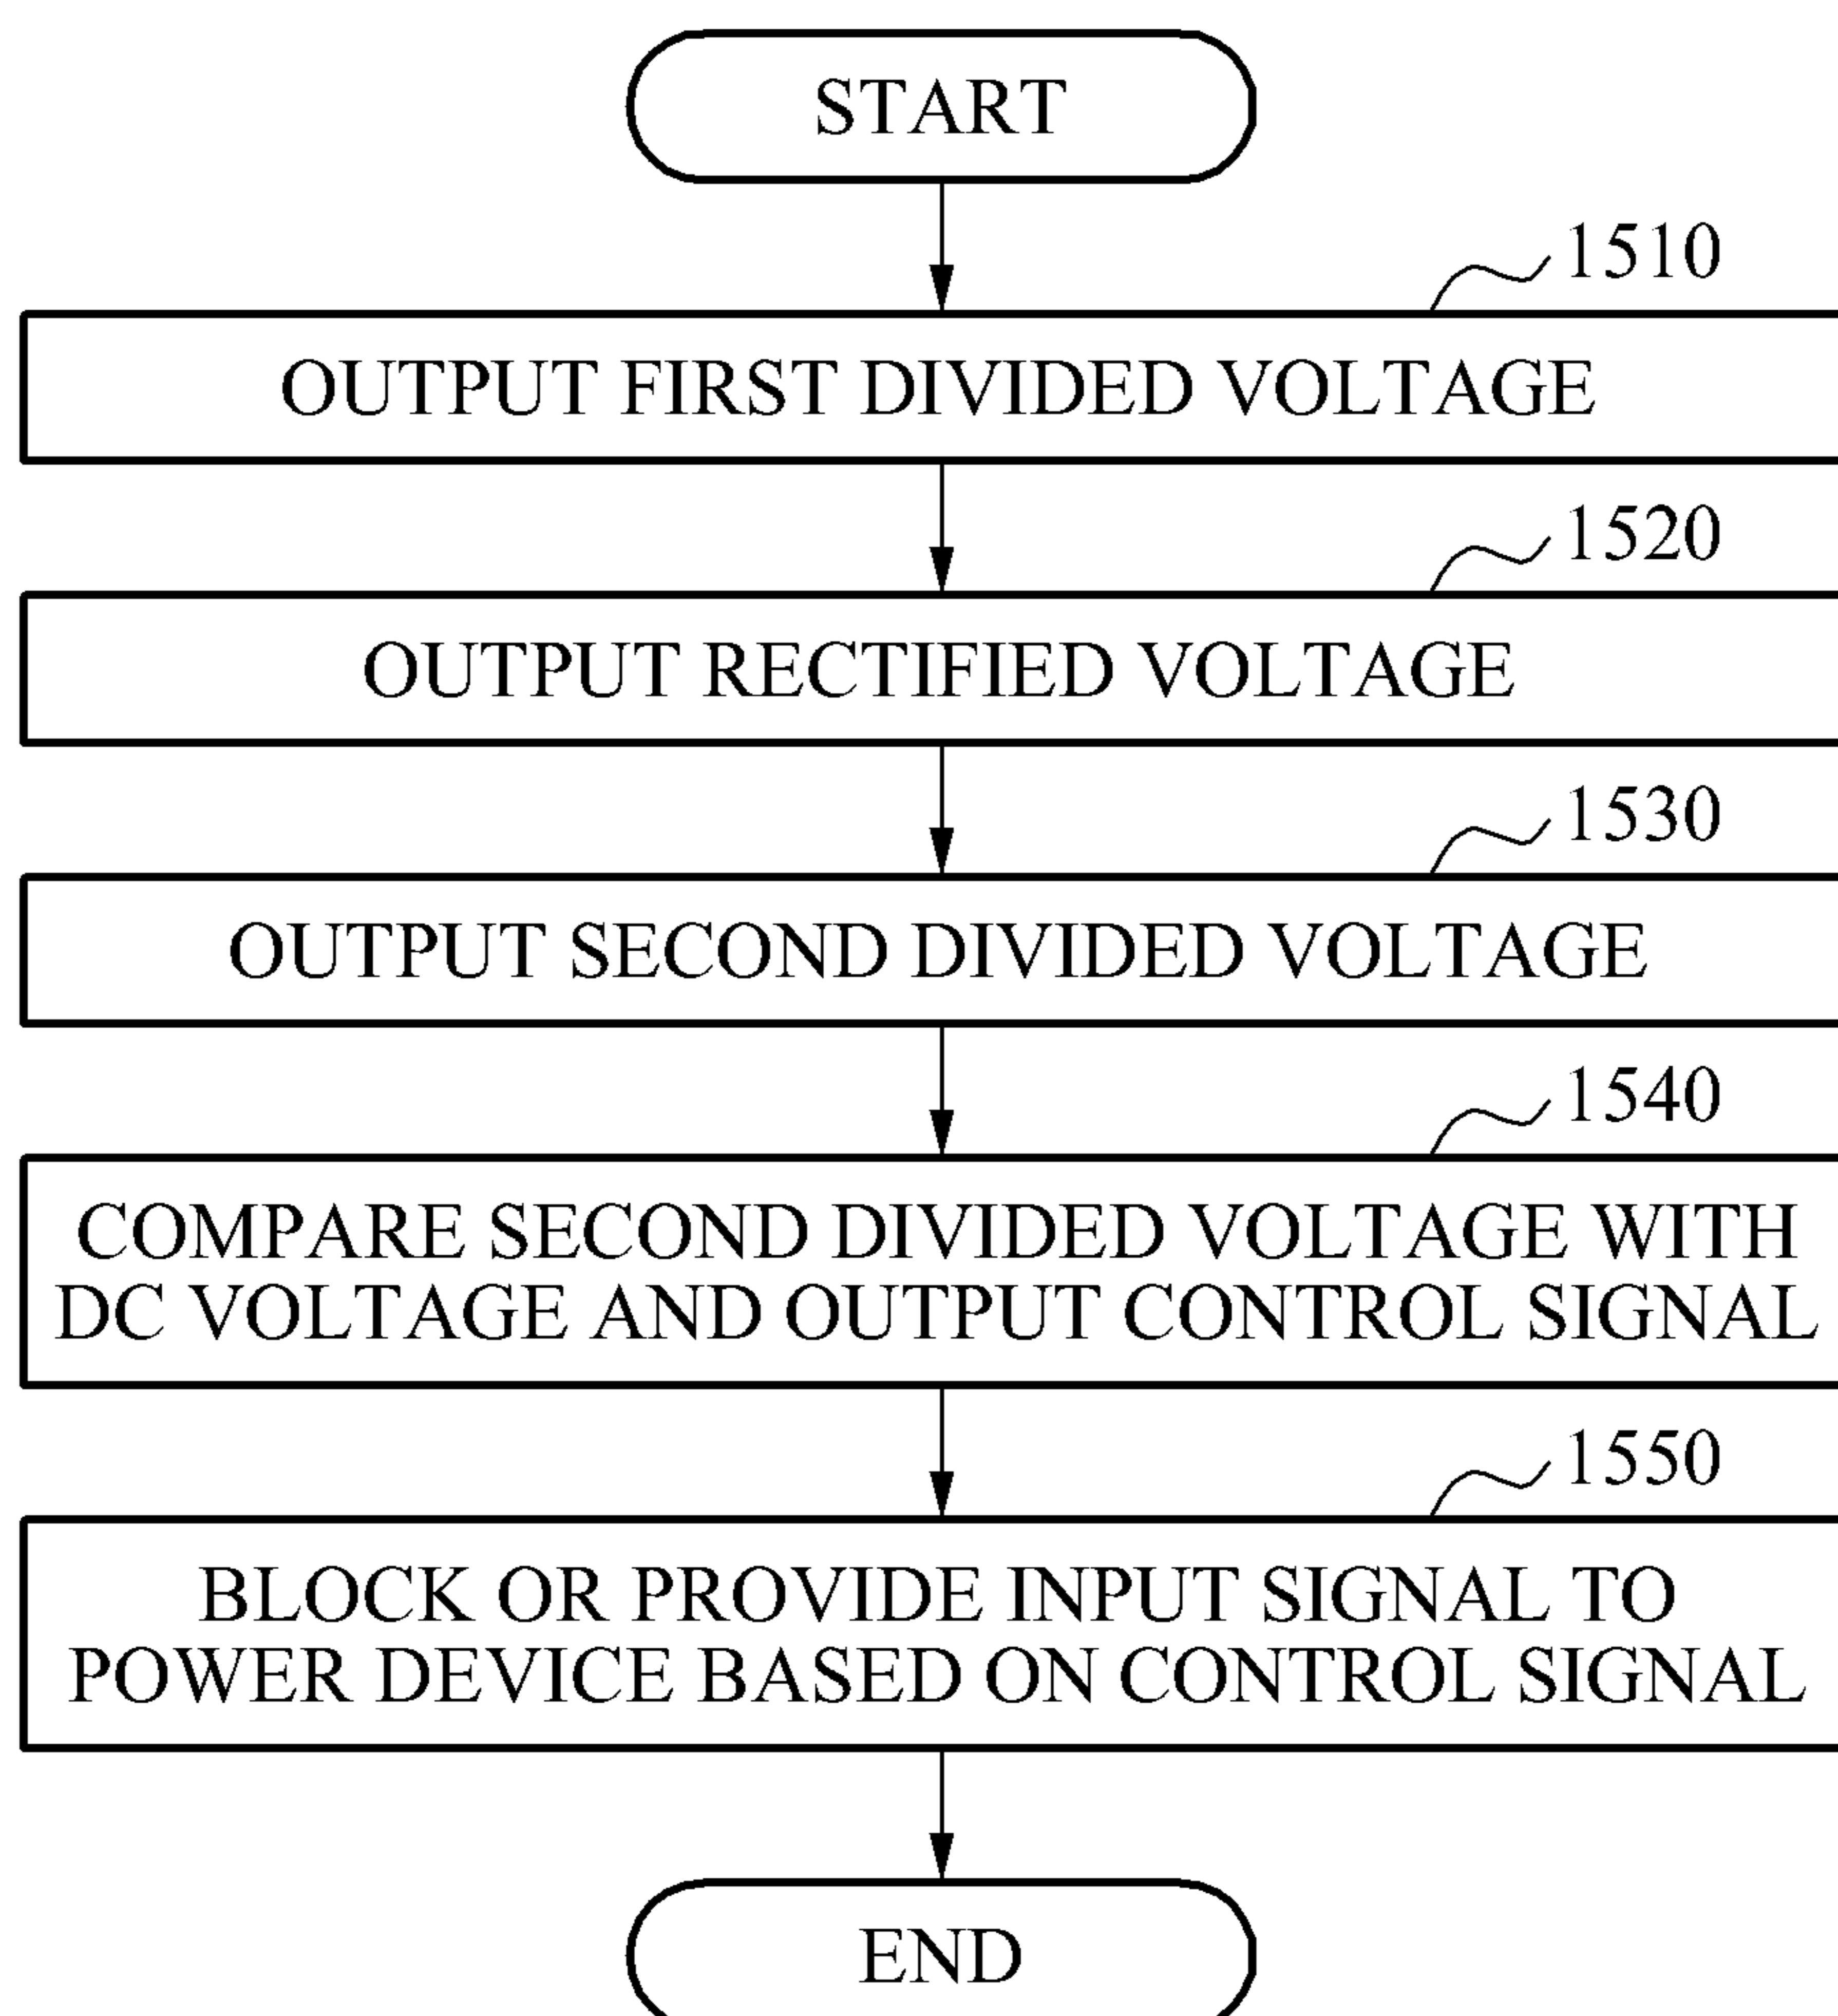 START
1510
OUTPUT FIRST DIVIDED VOLTAGE
1520
OUTPUT RECTIFIED VOLTAGE
1530
OUTPUT SECOND DIVIDED VOLTAGE
1540
COMPARE SECOND DIVIDED VOLTAGE WITH
DC VOLTAGE AND OUTPUT CONTROL SIGNAL
1550
BLOCK OR PROVIDE INPUT SIGNAL TO
POWER DEVICE BASED ON CONTROL SIGNAL
END